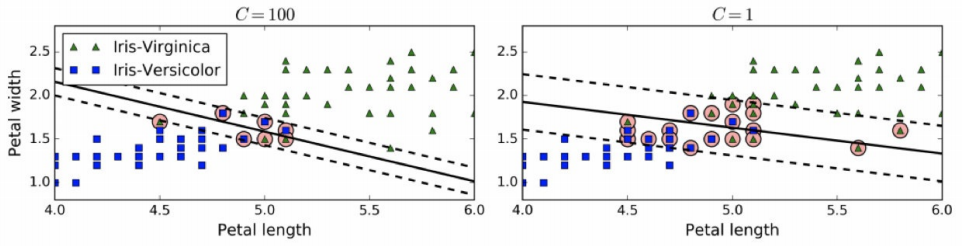 C = 100
Iris-Virginica
Iris-Versicolor
Petal width
2.5
2.0
1.5
1.0
4.0 4.5 5.0 5.5 6.0
Petal length
C = 1
2.5
2.0
1.5
1.0
4.0 4.5 5.0 5.5 6.0
Petal length